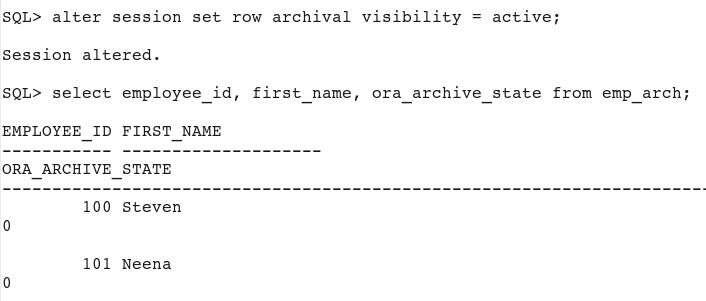 SQL> alter session set row archival visibility = active;
Session altered.
SQL> select employee_id, first_name, ora_archive_state from emp_arch;
EMPLOYEE_ID FIRST_NAME
----------- --------------------
ORA_ARCHIVE_STATE
--------------------------------------------------------------------------------
100 Steven
0
101 Neena
0